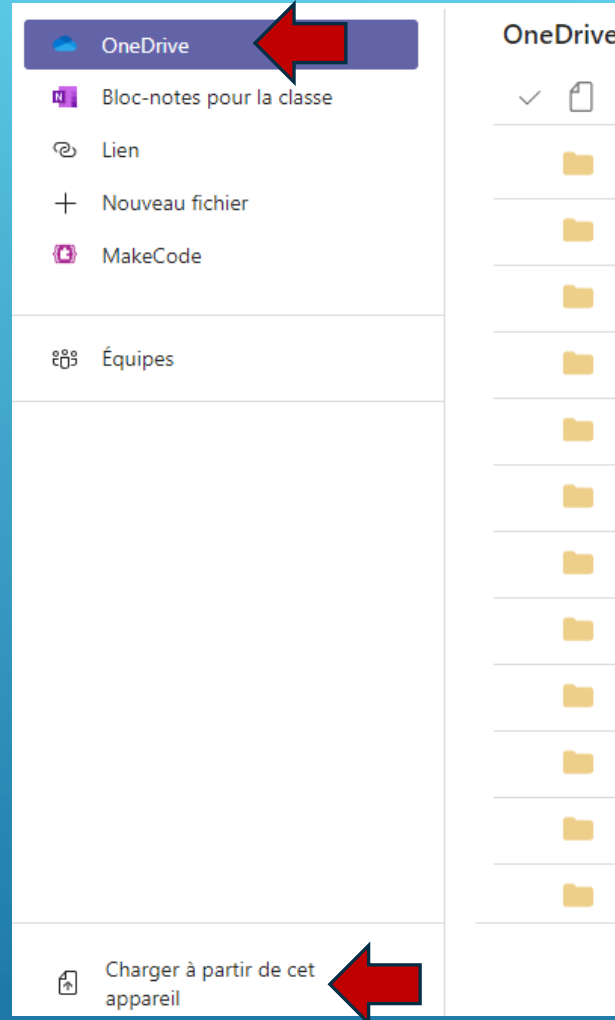 OneDrive
OneDrive
Bloc-notes pour la classe
Lien
Nouveau fichier
MakeCode
Équipes
Charger à partir de cet
appareil